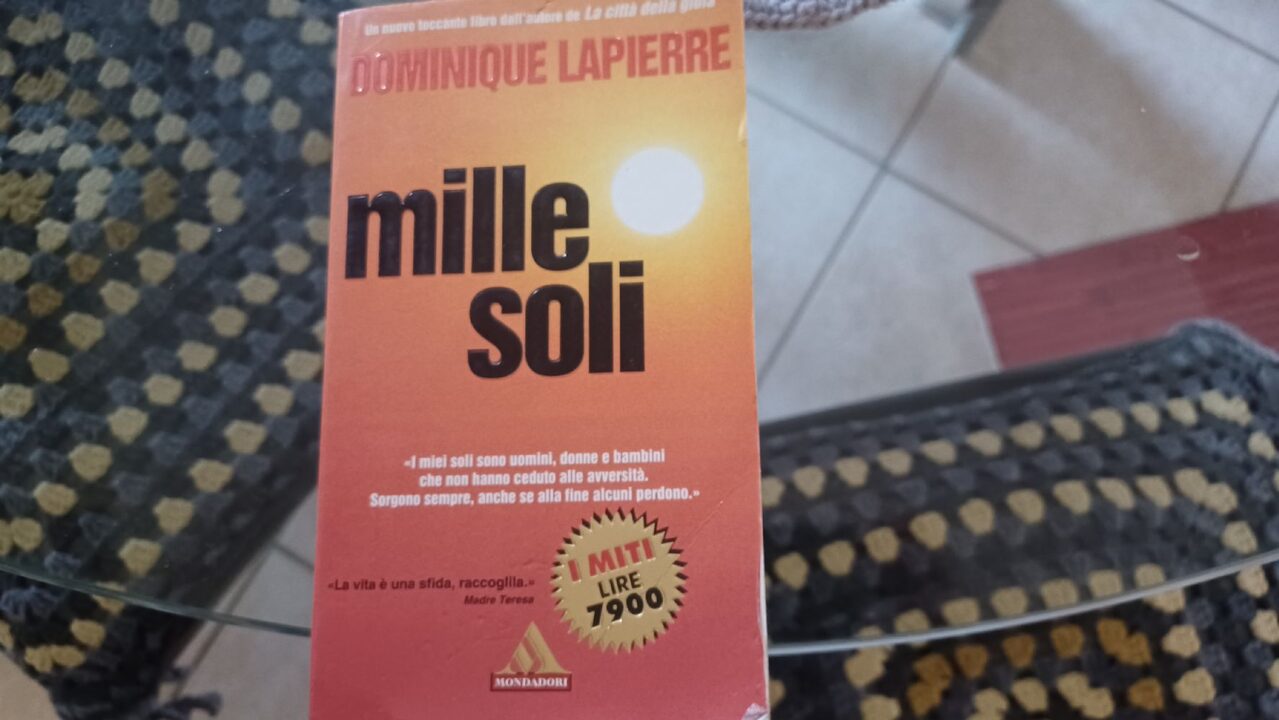 Un nuovo toccante libro dall'autore de La città della gioia
DOMINIQUE LAPIERRE
mille
soli
«I miei soli sono uomini, donne e bambini
che non hanno ceduto alle avversità.
Sorgono sempre, anche se alla fine alcuni perdono.»
I MITI
LIRE
7900
«La vita è una sfida, raccoglila.»
Madre Teresa
MONDADORI